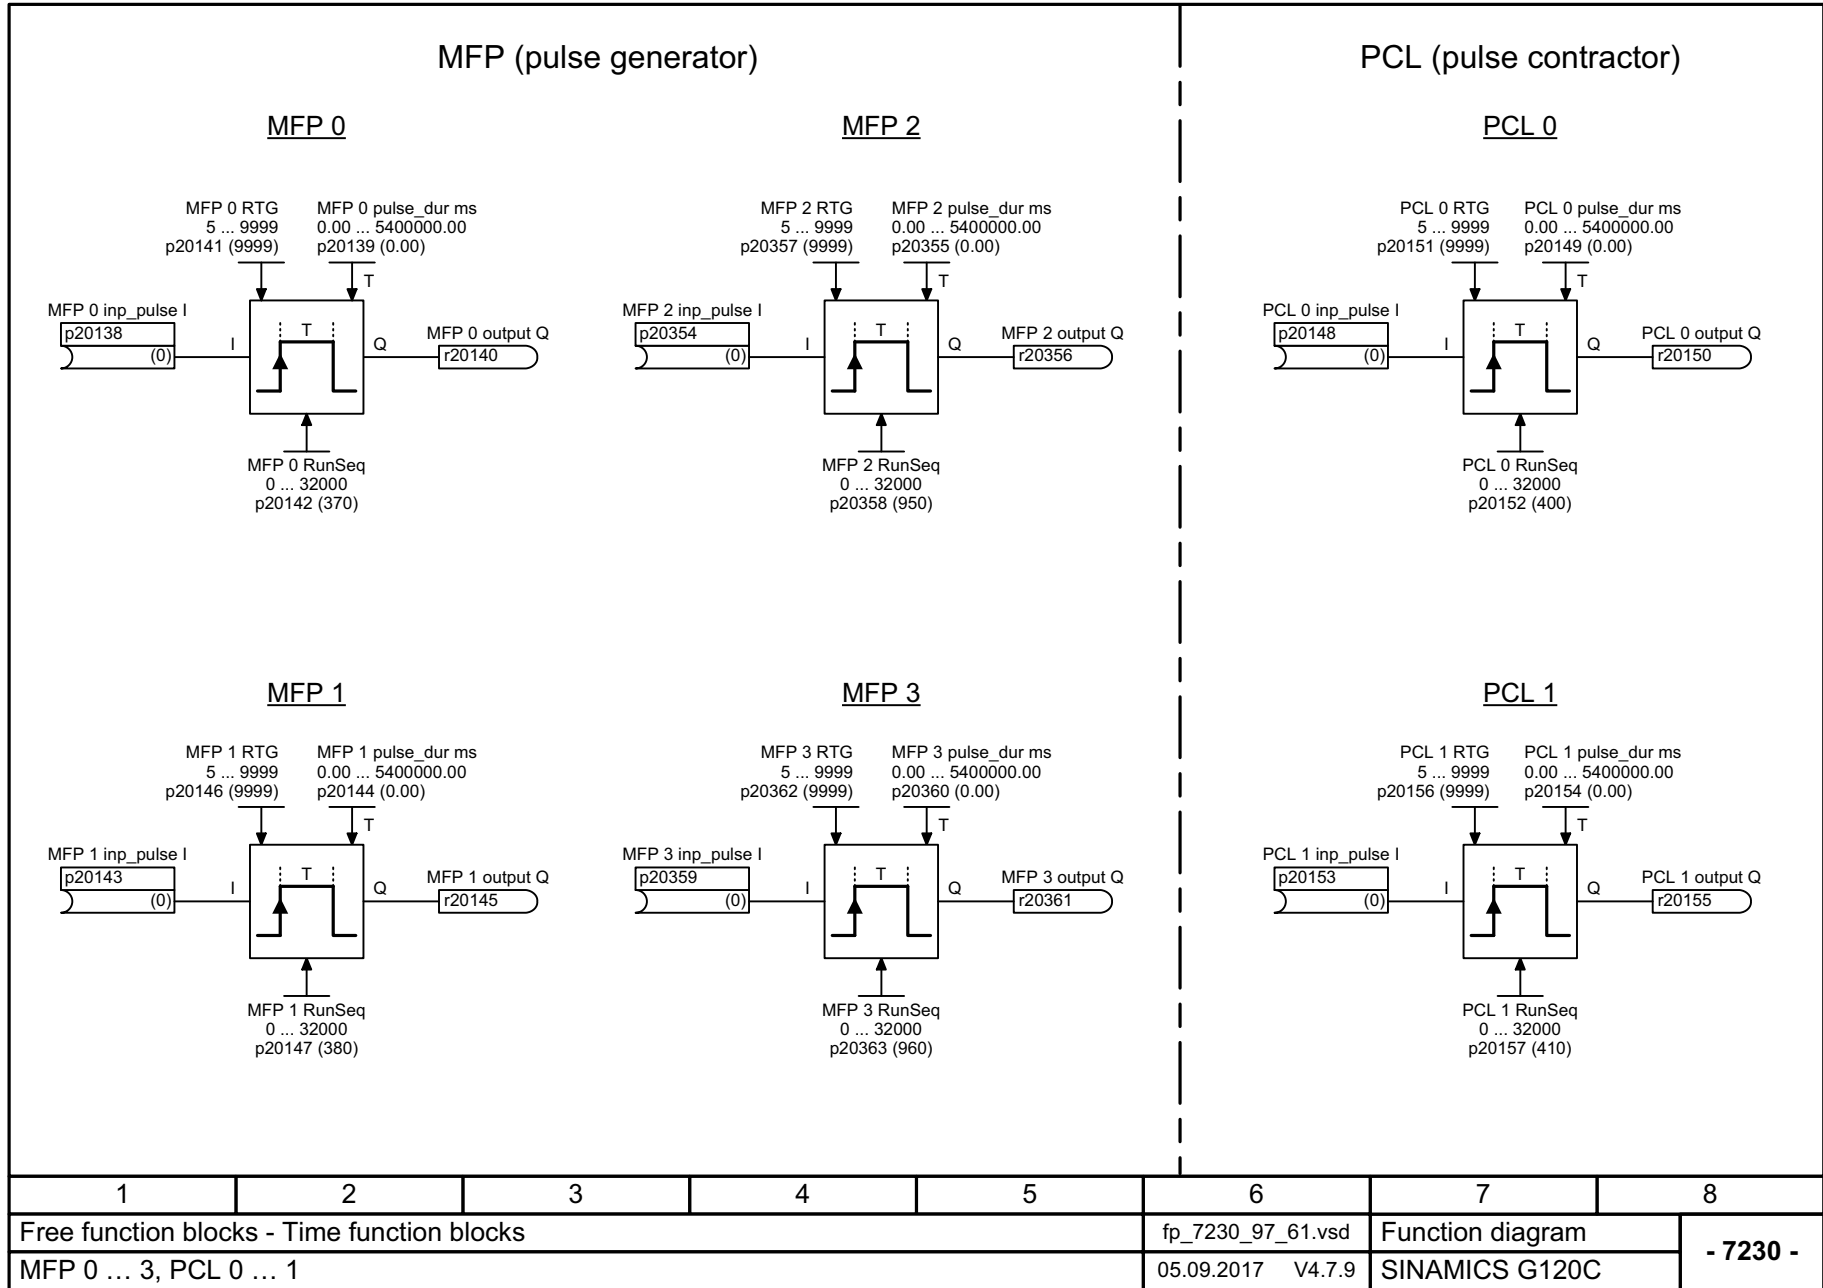 MFP (pulse generator)
PCL (pulse contractor)
MFP 0
MFP 0 RTG
5 ... 9999
p20141 (9999)
MFP 0 pulse_dur ms
0.00 ... 5400000.00
p20139 (0.00)
T
MFP 0 inp_pulse I
p20138
(0)
I
T
Q
MFP 0 output Q
r20140
MFP 0 RunSeq
0 ... 32000
p20142 (370)
MFP 2
MFP 2 RTG
5 ... 9999
p20357 (9999)
MFP 2 pulse_dur ms
0.00 ... 5400000.00
p20355 (0.00)
T
MFP 2 inp_pulse I
p20354
(0)
I
T
Q
MFP 2 output Q
r20356
MFP 2 RunSeq
0 ... 32000
p20358 (950)
PCL 0
PCL 0 RTG
5 ... 9999
p20151 (9999)
PCL 0 pulse_dur ms
0.00 ... 5400000.00
p20149 (0.00)
T
PCL 0 inp_pulse I
p20148
(0)
I
T
Q
PCL 0 output Q
r20150
PCL 0 RunSeq
0 ... 32000
p20152 (400)
MFP 1
MFP 1 RTG
5 ... 9999
p20146 (9999)
MFP 1 pulse_dur ms
0.00 ... 5400000.00
p20144 (0.00)
T
MFP 1 inp_pulse I
p20143
(0)
I
T
Q
MFP 1 output Q
r20145
MFP 1 RunSeq
0 ... 32000
p20147 (380)
MFP 3
MFP 3 RTG
5 ... 9999
p20362 (9999)
MFP 3 pulse_dur ms
0.00 ... 5400000.00
p20360 (0.00)
T
MFP 3 inp_pulse I
p20359
(0)
I
T
Q
MFP 3 output Q
r20361
MFP 3 RunSeq
0 ... 32000
p20363 (960)
PCL 1
PCL 1 RTG
5 ... 9999
p20156 (9999)
PCL 1 pulse_dur ms
0.00 ... 5400000.00
p20154 (0.00)
T
PCL 1 inp_pulse I
p20153
(0)
I
T
Q
PCL 1 output Q
r20155
PCL 1 RunSeq
0 ... 32000
p20157 (410)
1 2 3 4 5 6 7 8
Free function blocks - Time function blocks
fp_7230_97_61.vsd
Function diagram
- 7230 -
MFP 0 ... 3, PCL 0 ... 1
05.09.2017 V4.7.9
SINAMICS G120C